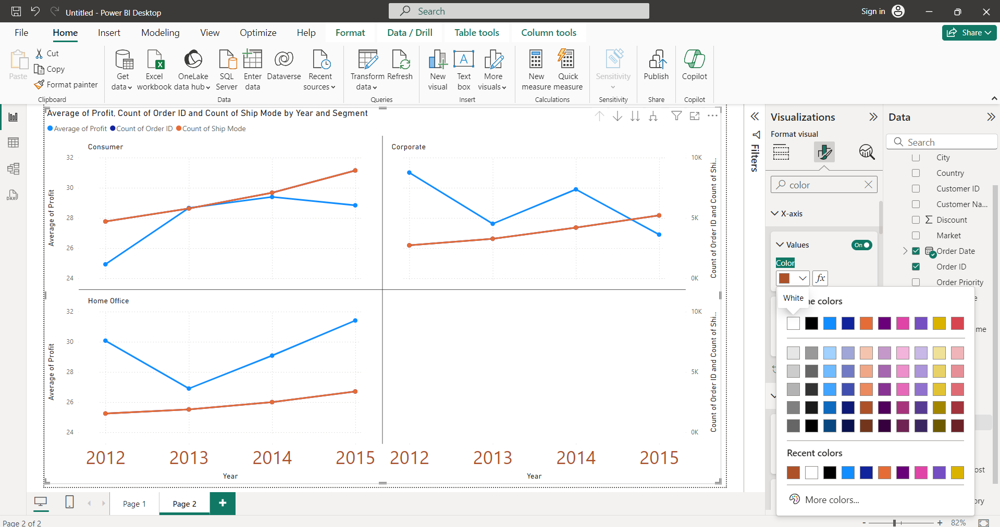 Untitled - Power BI Desktop
Search
Sign in
File Home Insert Modeling View Optimize Help Format Data / Drill Table tools Column tools
Share
Paste
Cut
Copy
Format painter
Clipboard
Get data
Excel workbook
OneLake data hub
SQL Server
Enter data
Dataverse
Recent sources
Data
Transform data
Refresh
Queries
New visual
Text box
More visuals
Insert
New measure
Quick measure
Calculations
Sensitivity
Sensitivity
Publish
Share
Copilot
Copilot
DAX
Average of Profit, Count of Order ID and Count of Ship Mode by Year and Segment
Average of Profit Count of Order ID Count of Ship Mode
Consumer
Corporate
32
30
28
26
24
Average of Profit
10K
5K
0K
Count of Order ID and Count of Shi...
Home Office
32
30
28
26
24
Average of Profit
10K
5K
0K
Count of Order ID and Count of Shi...
2012 2013 2014 2015 2012 2013 2014 2015
Year Year
Page 1
Page 2
Page 2 of 2
Filters
Visualizations
Format visual
color
X-axis
Values
On
Color
fx
White
e colors
Recent colors
More colors...
Data
Search
City
Country
Customer ID
Customer Na...
Discount
Market
Order Date
Order ID
Order Priority
e
me
ost
ory
82%